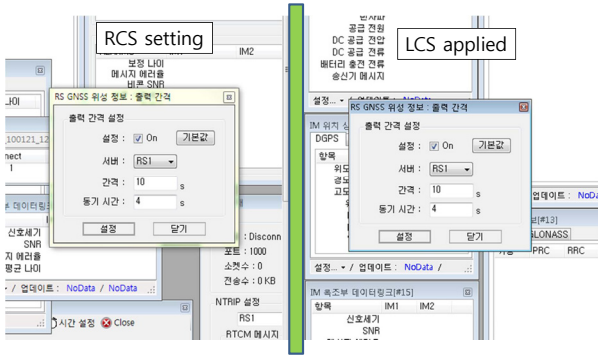 RCS setting
IM2
보정 나이
메시지 에러율
비콘 SNR
RS GNSS 위성 정보 : 출력 간격
출력 간격 설정
설정 : On 기본값
서버 : RS1
간격 : 10 s
동기 시간 : 4 s
설정 닫기
_100121_12
nect
1
신호세기
SNR
지 에러율
평균 나이
/ 업데이트 : NoData / NoData
: Disconn
포트 : 1000
소켓수 : 0
전송수 : 0 KB
NTRIP 설정
RS1
RTCM 메시지
시간 설정 Close
LCS applied
공급 전원
DC 공급 전압
DC 공급 전류
배터리 충전 전류
송신기 메시지
설정... / 업데이트 : NoData
IM 위치 상
DGPS
항목
위도
경도
고도
RS GNSS 위성 정보 : 출력 간격
출력 간격 설정
설정 : On 기본값
서버 : RS1
간격 : 10 s
동기 시간 : 4 s
설정 닫기
업데이트 : NoDa
[#13]
LONASS
PRC RRC
설정... / 업데이트 : NoData /
IM 육조부 데이터링크[#15]
항목 IM1 IM2
신호세기
SNR